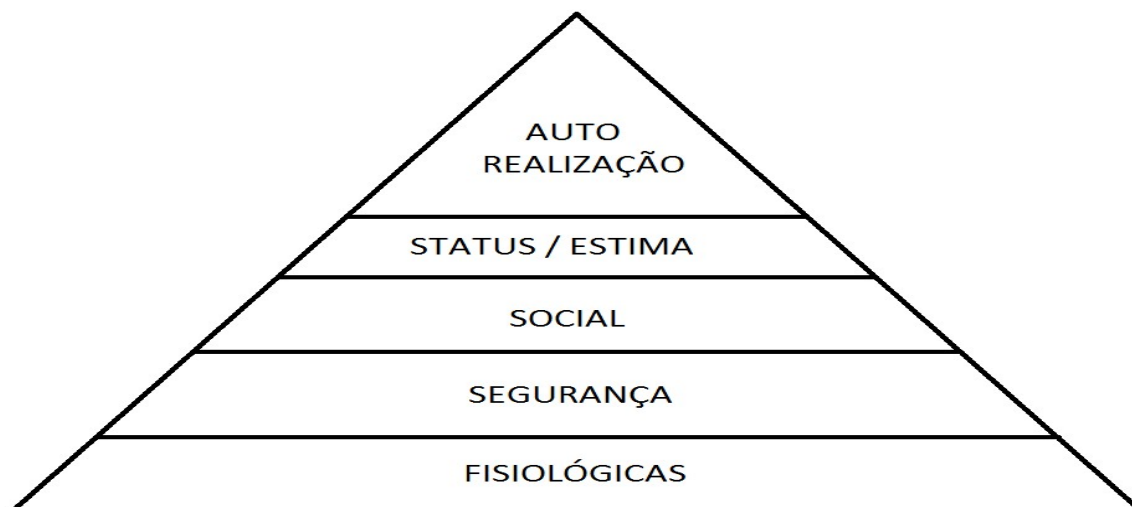 AUTO
REALIZAÇÃO
STATUS / ESTIMA
SOCIAL
SEGURANÇA
FISIOLÓGICAS